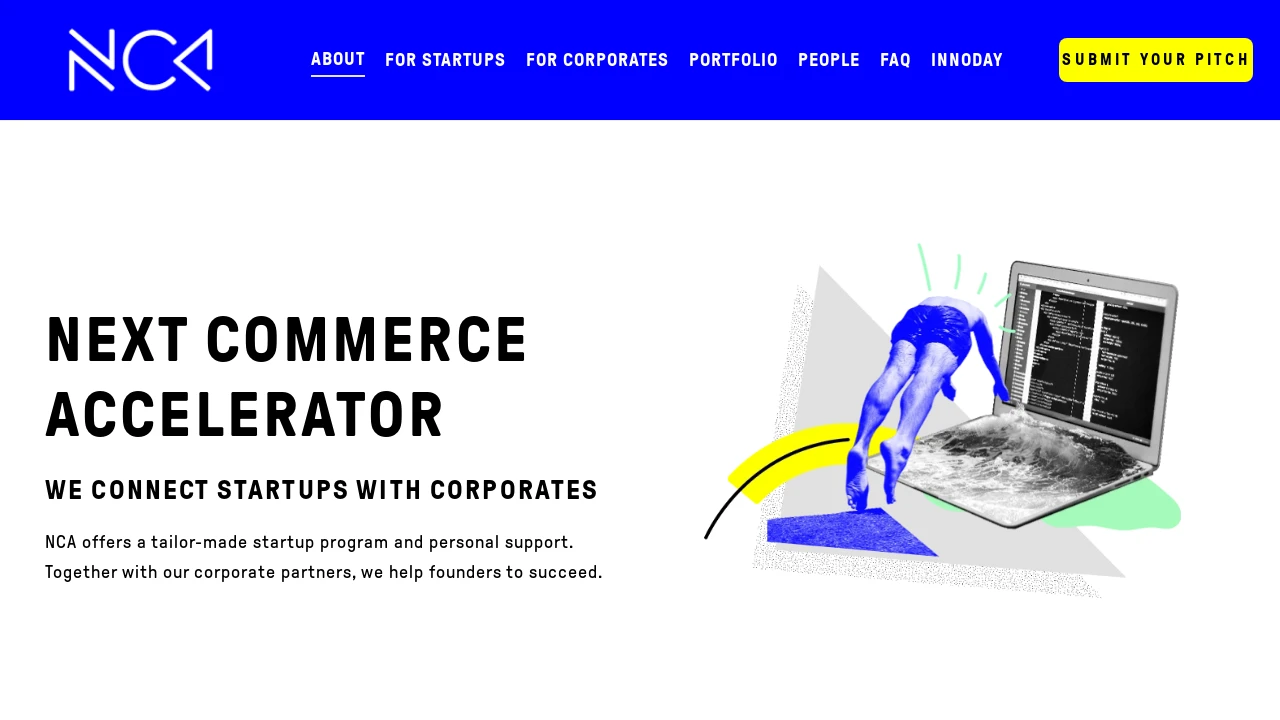 NCA
ABOUT
FOR STARTUPS
FOR CORPORATES
PORTFOLIO
PEOPLE
FAQ
INNODAY
SUBMIT YOUR PITCH
NEXT COMMERCE
ACCELERATOR
WE CONNECT STARTUPS WITH CORPORATES
NCA offers a tailor-made startup program and personal support.
Together with our corporate partners, we help founders to succeed.